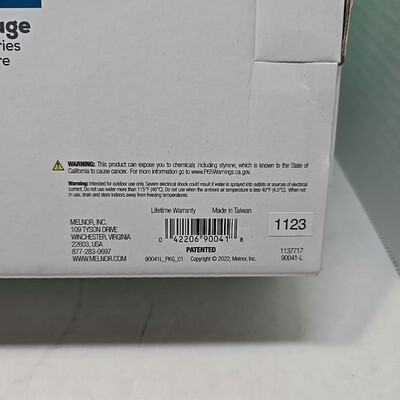 age
ries
re
WARNING: This product can expose you to chemicals including styrene, which is known to the State of
California to cause cancer. For more information go to www.P65Warnings.ca.gov.
Warning: Intended for outdoor use only. Severe electrical shock could result if water is sprayed into outlets or sources of electrical
current. Do not use water more than 115°F (46°C). Do not use when the ambient air temperature is less than 40°F (4.5°C). When not
in use, drain and store indoors away from freezing temperatures.
Lifetime Warranty Made in Taiwan
MELNOR, INC.
109 TYSON DRIVE
WINCHESTER, VIRGINIA
22603, USA
877-283-0697
WWW.MELNOR.COM
0 42206 90041 8
1123
PATENTED
90041L_PKG_01 Copyright © 2022, Melnor, Inc.
1137717
90041-L